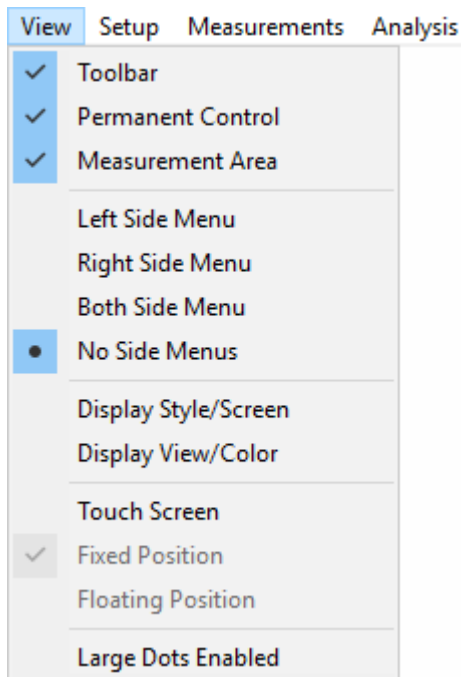 View Setup Measurements Analysis
Toolbar
Permanent Control
Measurement Area
Left Side Menu
Right Side Menu
Both Side Menu
No Side Menus
Display Style/Screen
Display View/Color
Touch Screen
Fixed Position
Floating Position
Large Dots Enabled